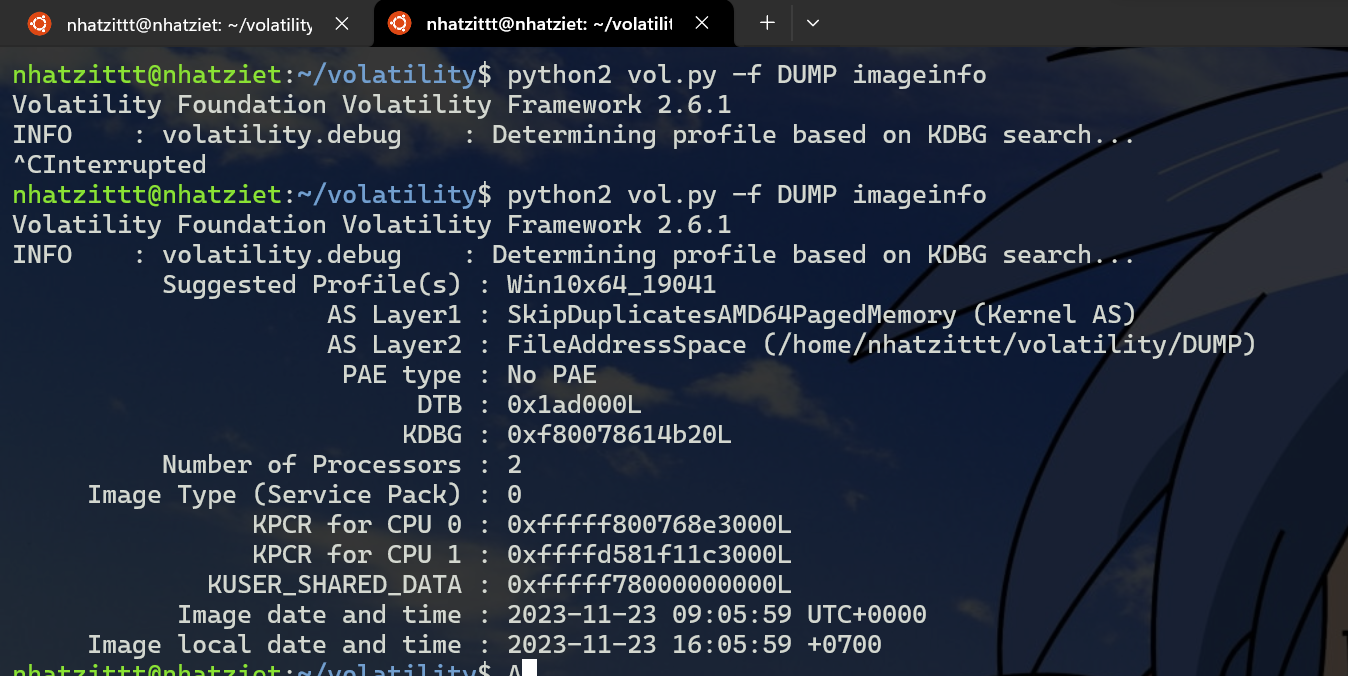 nhatzittt@nhatziet: ~/volatility
nhatzittt@nhatziet: ~/volatilit
nhatzittt@nhatziet:~/volatility$ python2 vol.py -f DUMP imageinfo
Volatility Foundation Volatility Framework 2.6.1
INFO    : volatility.debug    : Determining profile based on KDBG search...
^CInterrupted
nhatzittt@nhatziet:~/volatility$ python2 vol.py -f DUMP imageinfo
Volatility Foundation Volatility Framework 2.6.1
INFO    : volatility.debug    : Determining profile based on KDBG search...
Suggested Profile(s) : Win10x64_19041
AS Layer1 : SkipDuplicatesAMD64PagedMemory (Kernel AS)
AS Layer2 : FileAddressSpace (/home/nhatzittt/volatility/DUMP)
PAE type : No PAE
DTB : 0x1ad000L
KDBG : 0xf80078614b20L
Number of Processors : 2
Image Type (Service Pack) : 0
KPCR for CPU 0 : 0xfffff800768e3000L
KPCR for CPU 1 : 0xffffd581f11c3000L
KUSER_SHARED_DATA : 0xfffff78000000000L
Image date and time : 2023-11-23 09:05:59 UTC+0000
Image local date and time : 2023-11-23 16:05:59 +0700
nhatzittt@nhatziet:~/volatility$ A